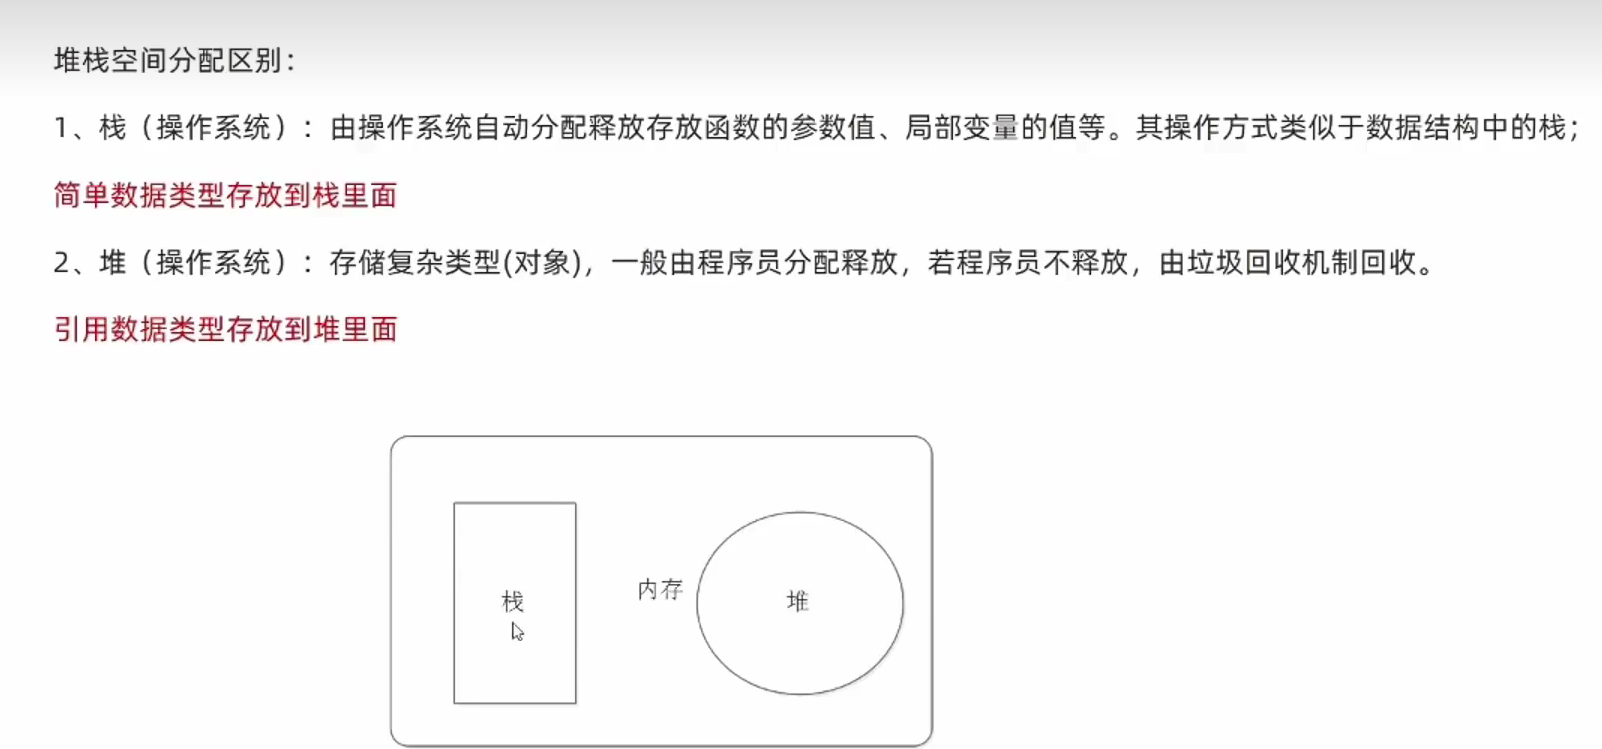 堆栈空间分配区别：
1、栈（操作系统）：由操作系统自动分配释放存放函数的参数值、局部变量的值等。其操作方式类似于数据结构中的栈；
简单数据类型存放到栈里面
2、堆（操作系统）：存储复杂类型(对象)，一般由程序员分配释放，若程序员不释放，由垃圾回收机制回收。
引用数据类型存放到堆里面
内存
栈
堆